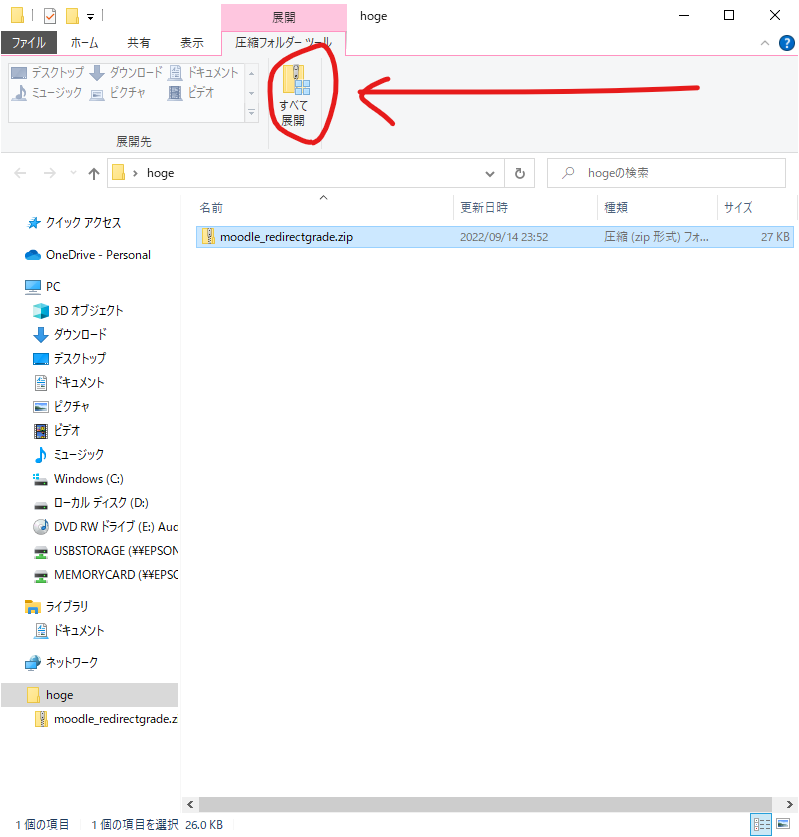 展開
hoge
ファイル
ホーム
共有
表示
圧縮フォルダー ツール
デスクトップ
ダウンロード
ドキュメント
ミュージック
ピクチャ
ビデオ
すべて
展開
展開先
hoge
hogeの検索
名前
更新日時
種類
サイズ
moodle_redirectgrade.zip
2022/09/14 23:52
圧縮 (zip 形式) フォ...
27 KB
クイック アクセス
OneDrive - Personal
PC
3D オブジェクト
ダウンロード
デスクトップ
ドキュメント
ピクチャ
ビデオ
ミュージック
Windows (C:)
ローカル ディスク (D:)
DVD RW ドライブ (E:) Auc
USBSTORAGE (¥¥EPSON
MEMORYCARD (¥¥EPSC
ライブラリ
ドキュメント
ネットワーク
hoge
moodle_redirectgrade.z
1 個の項目
1 個の項目を選択 26.0 KB